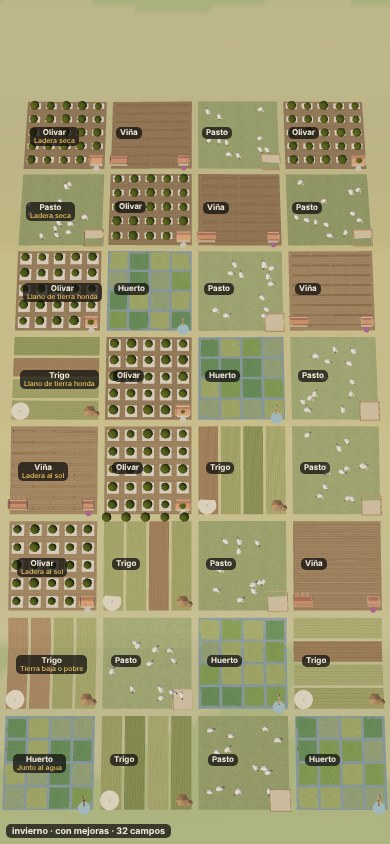 Olivar
Ladera seca
Viña
Pasto
Olivar
Pasto
Ladera seca
Olivar
Viña
Pasto
Olivar
Llano de tierra honda
Huerto
Pasto
Viña
Trigo
Llano de tierra honda
Olivar
Huerto
Pasto
Viña
Ladera al sol
Olivar
Trigo
Pasto
Olivar
Ladera al sol
Trigo
Pasto
Viña
Trigo
Tierra baja o pobre
Pasto
Huerto
Trigo
Huerto
Junto al agua
Trigo
Pasto
Huerto
invierno · con mejoras · 32 campos